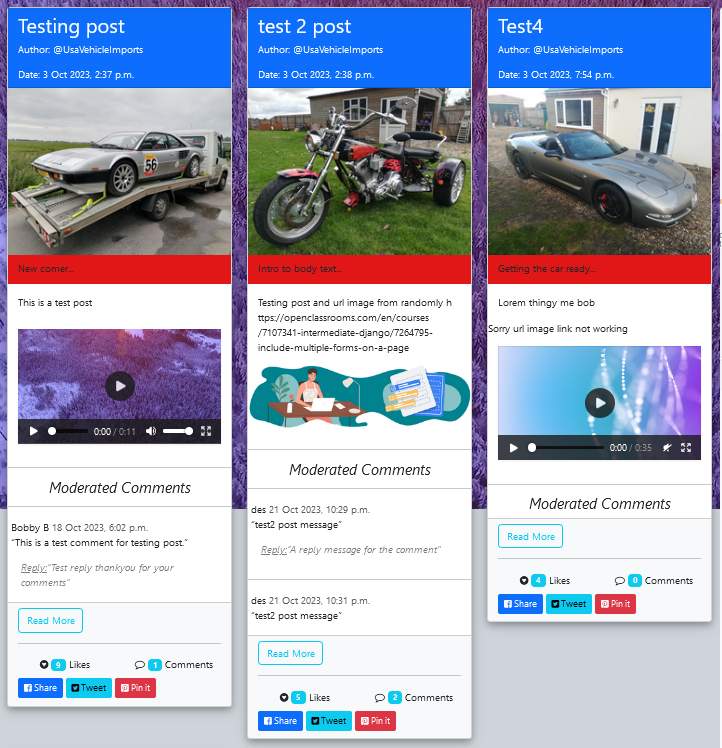 Testing post
Author: @UsaVehicleImports
Date: 3 Oct 2023, 2:37 p.m.
56
New comer...
This is a test post
0:00 / 0:11
Moderated Comments
Bobby B 18 Oct 2023, 6:02 p.m.
"This is a test comment for testing post."
Reply:"Test reply thankyou for your
comments"
Read More
9 Likes
1 Comments
Share Tweet Pin it
test 2 post
Author: @UsaVehicleImports
Date: 3 Oct 2023, 2:38 p.m.
Intro to body text...
Testing post and url image from randomly h
ttps://openclassrooms.com/en/courses
/7107341-intermediate-django/7264795-
include-multiple-forms-on-a-page
Moderated Comments
des 21 Oct 2023, 10:29 p.m.
"test2 post message"
Reply:"A reply message for the comment"
des 21 Oct 2023, 10:31 p.m.
"test2 post message"
Read More
5 Likes
2 Comments
Share Tweet Pin it
Test4
Author: @UsaVehicleImports
Date: 3 Oct 2023, 7:54 p.m.
Getting the car ready...
Lorem thingy me bob
Sorry url image link not working
0:00 / 0:35
Moderated Comments
Read More
4 Likes
0 Comments
Share Tweet Pin it